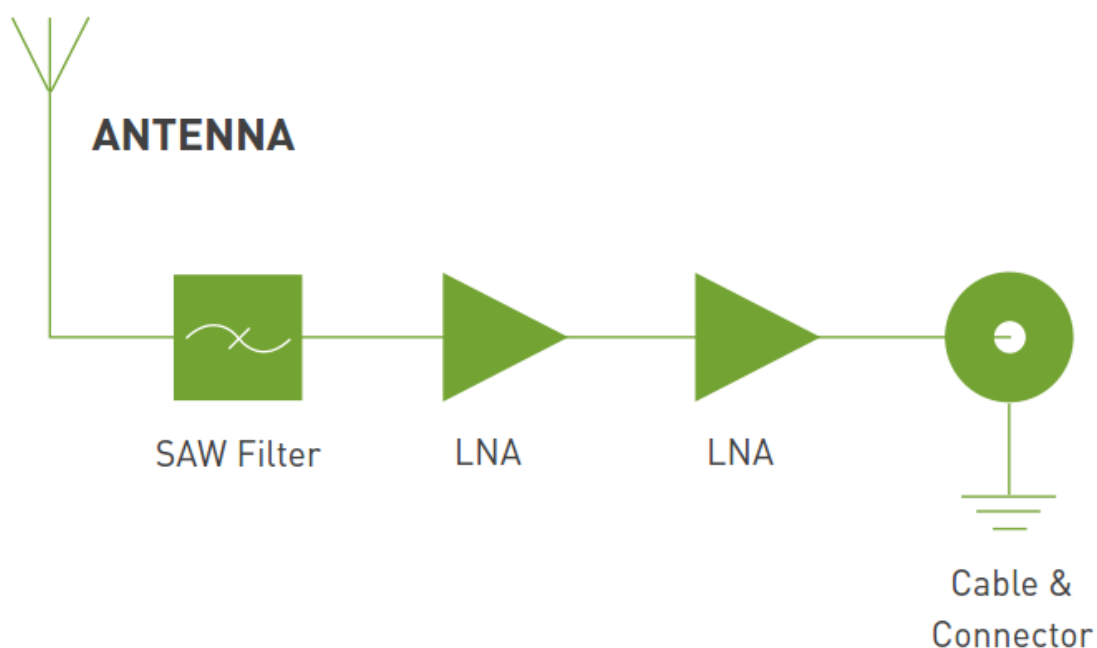 ANTENNA
SAW Filter
LNA
LNA
Cable &
Connector